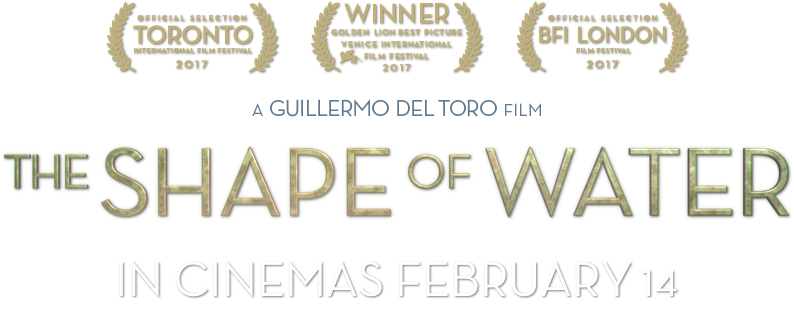 OFFICIAL SELECTION
TORONTO
INTERNATIONAL FILM FESTIVAL
2017
WINNER
GOLDEN LION BEST PICTURE
VENICE INTERNATIONAL
FILM FESTIVAL
2017
OFFICIAL SELECTION
BFI LONDON
FILM FESTIVAL
2017
A GUILLERMO DEL TORO FILM
THE SHAPE OF WATER
IN CINEMAS FEBRUARY 14